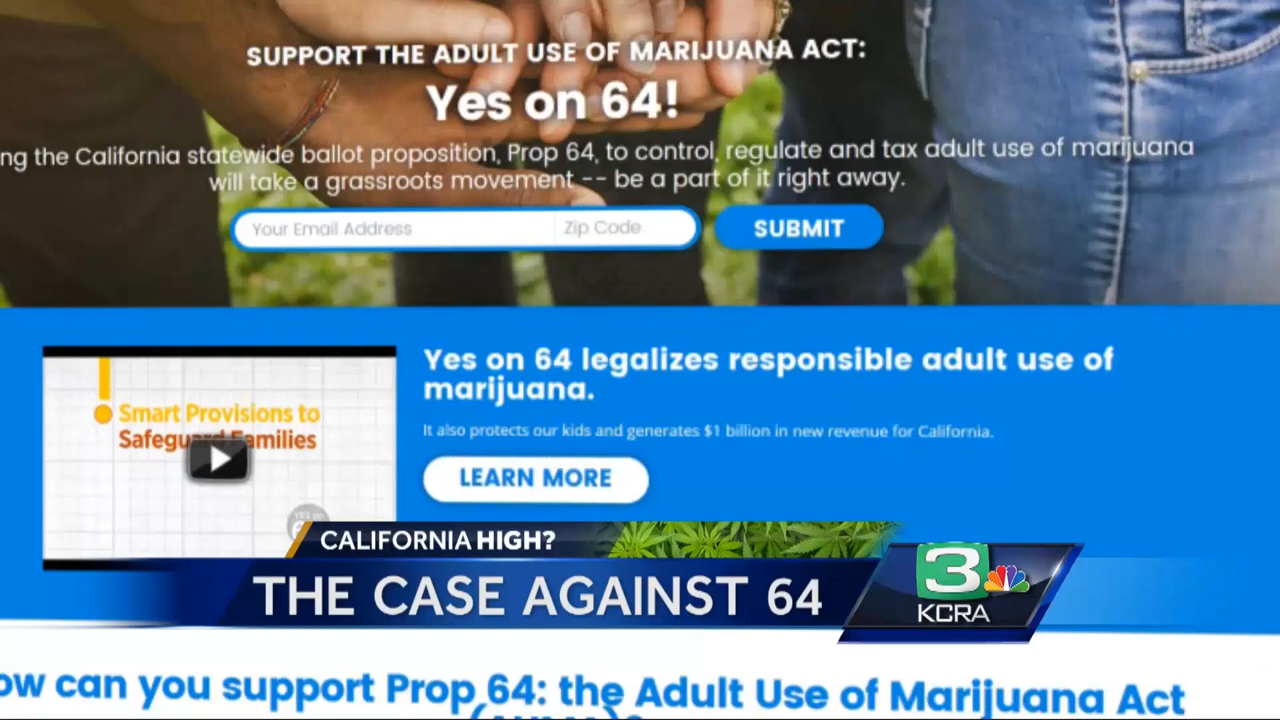 SUPPORT THE ADULT USE OF MARIJUANA ACT:
Yes on 64!
ng the California statewide ballot proposition, Prop 64, to control, regulate and tax adult use of marijuana
will take a grassroots movement -- be a part of it right away.
Your Email Address
Zip Code
SUBMIT
Yes on 64 legalizes responsible adult use of
marijuana.
It also protects our kids and generates $1 billion in new revenue for California.
LEARN MORE
Smart Provisions to
Safeguard Families
YES on
CALIFORNIA HIGH?
THE CASE AGAINST 64
3
KCRA
ow can you support Prop 64: the Adult Use of Marijuana Act